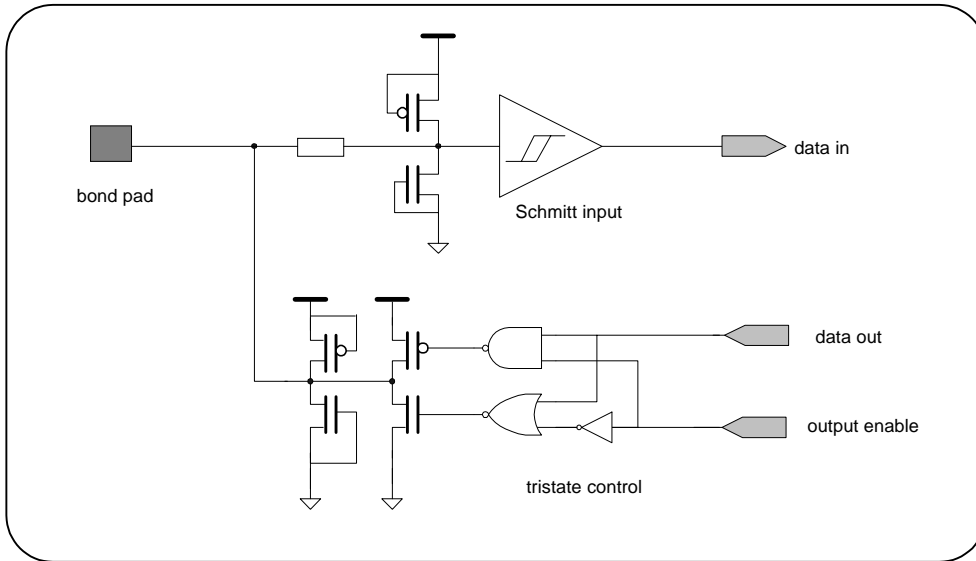 data in
bond pad
Schmitt input
data out
output enable
tristate control